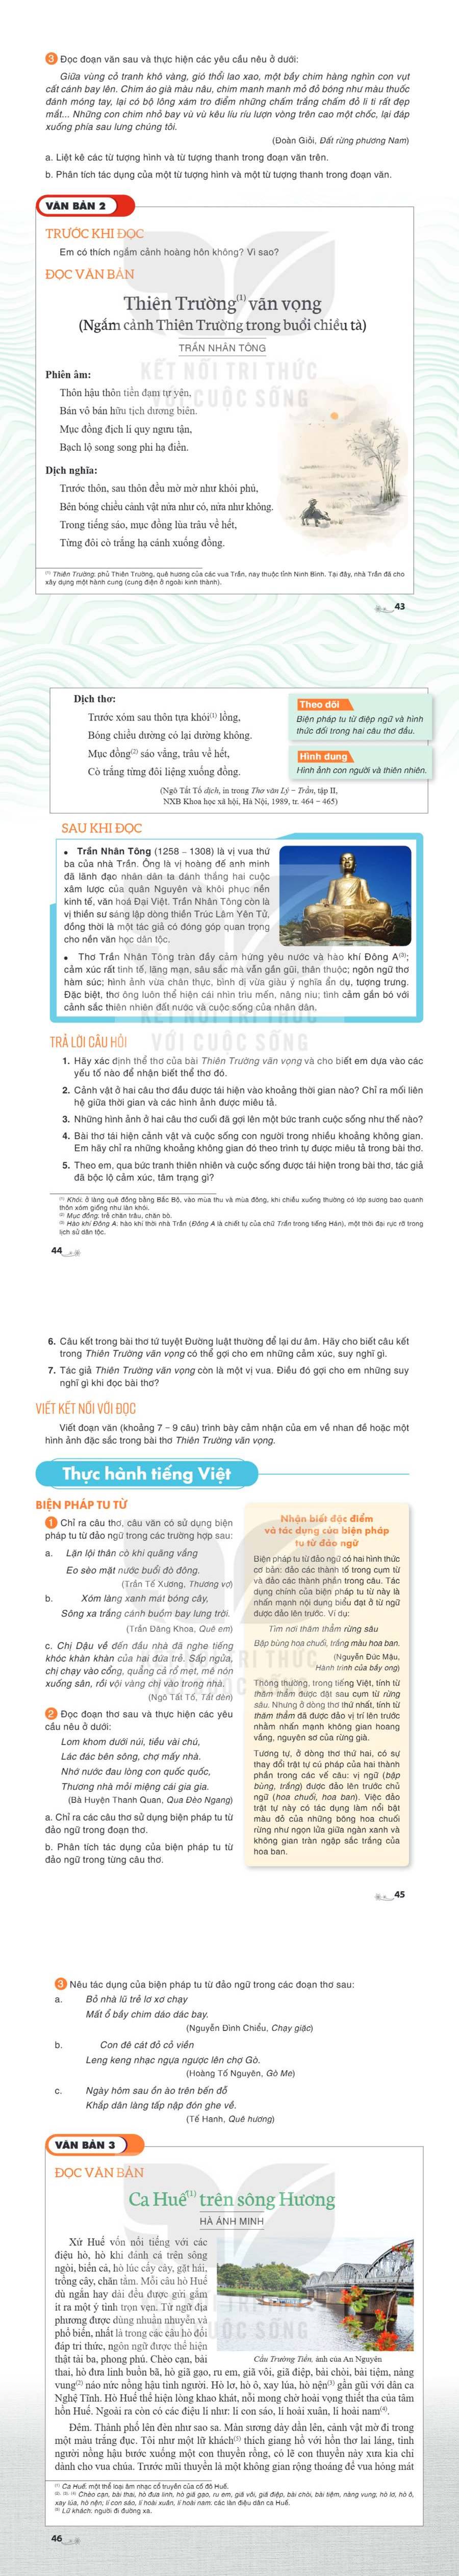 3 Đọc đoạn văn sau và thực hiện các yêu cầu nêu ở dưới:
Giữa vùng cỏ tranh khô vàng, gió thổi lao xao, một bầy chim hàng nghìn con vụt
cất cánh bay lên. Chim áo già màu nâu, chim manh manh mỏ đỏ bóng như màu thuốc
đánh móng tay, lại có bộ lông xám tro điểm những chấm trắng chấm đỏ li ti rất đẹp
mắt... Những con chim nhỏ bay vù vù kêu líu ríu lượn vòng trên cao một chốc, lại đáp
xuống phía sau lưng chúng tôi.
(Đoàn Giỏi, Đất rừng phương Nam)
a. Liệt kê các từ tượng hình và từ tượng thanh trong đoạn văn trên.
b. Phân tích tác dụng của một từ tượng hình và một từ tượng thanh trong đoạn văn.
VĂN BẢN 2
TRƯỚC KHI ĐỌC
Em có thích ngắm cảnh hoàng hôn không? Vì sao?
ĐỌC VĂN BẢN
Thiên Trường(1) vãn vọng
(Ngắm cảnh Thiên Trường trong buổi chiều tà)
TRẦN NHÂN TÔNG
KẾT NỐI TRI THỨC
VỚI CUỘC SỐNG
Phiên âm:
Thôn hậu thôn tiền đạm tự yên,
Bán vô bán hữu tịch dương biên.
Mục đồng địch lí quy ngưu tận,
Bạch lộ song song phi hạ điền.
Dịch nghĩa:
Trước thôn, sau thôn đều mờ mờ như khói phủ,
Bên bóng chiều cảnh vật nửa như có, nửa như không.
Trong tiếng sáo, mục đồng lùa trâu về hết,
Từng đôi cò trắng hạ cánh xuống đồng.
(1) Thiên Trường: phủ Thiên Trường, quê hương của các vua Trần, nay thuộc tỉnh Ninh Bình. Tại đây, nhà Trần đã cho
xây dựng một hành cung (cung điện ở ngoài kinh thành).
43
Dịch thơ:
Trước xóm sau thôn tựa khói(1) lồng,
Bóng chiều dường có lại dường không.
Mục đồng(2) sáo vẳng, trâu về hết,
Cò trắng từng đôi liệng xuống đồng.
(Ngô Tất Tố dịch, in trong Thơ văn Lý – Trần, tập II,
NXB Khoa học xã hội, Hà Nội, 1989, tr. 464 – 465)
Theo dõi
Biện pháp tu từ điệp ngữ và hình
thức đối trong hai câu thơ đầu.
Hình dung
Hình ảnh con người và thiên nhiên.
SAU KHI ĐỌC
• Trần Nhân Tông (1258 – 1308) là vị vua thứ
ba của nhà Trần. Ông là vị hoàng đế anh minh
đã lãnh đạo nhân dân ta đánh thắng hai cuộc
xâm lược của quân Nguyên và khôi phục nền
kinh tế, văn hoá Đại Việt. Trần Nhân Tông còn là
vị thiền sư sáng lập dòng thiền Trúc Lâm Yên Tử,
đồng thời là một tác giả có đóng góp quan trọng
cho nền văn học dân tộc.
• Thơ Trần Nhân Tông tràn đầy cảm hứng yêu nước và hào khí Đông A(3);
cảm xúc rất tinh tế, lãng mạn, sâu sắc mà vẫn gần gũi, thân thuộc; ngôn ngữ thơ
hàm súc; hình ảnh vừa chân thực, bình dị vừa giàu ý nghĩa ẩn dụ, tượng trưng.
Đặc biệt, thơ ông luôn thể hiện cái nhìn trìu mến, nâng niu; tình cảm gắn bó với
cảnh sắc thiên nhiên đất nước và cuộc sống của nhân dân.
KẾT NỐI TRI THỨC
VỚI CUỘC SỐNG
TRẢ LỜI CÂU HỎI
1. Hãy xác định thể thơ của bài Thiên Trường vãn vọng và cho biết em dựa vào các
yếu tố nào để nhận biết thể thơ đó.
2. Cảnh vật ở hai câu thơ đầu được tái hiện vào khoảng thời gian nào? Chỉ ra mối liên
hệ giữa thời gian và các hình ảnh được miêu tả.
3. Những hình ảnh ở hai câu thơ cuối đã gợi lên một bức tranh cuộc sống như thế nào?
4. Bài thơ tái hiện cảnh vật và cuộc sống con người trong nhiều khoảng không gian.
Em hãy chỉ ra những khoảng không gian đó theo trình tự được miêu tả trong bài thơ.
5. Theo em, qua bức tranh thiên nhiên và cuộc sống được tái hiện trong bài thơ, tác giả
đã bộc lộ cảm xúc, tâm trạng gì?
(1) Khói: ở làng quê đồng bằng Bắc Bộ, vào mùa thu và mùa đông, khi chiều xuống thường có lớp sương bao quanh
thôn xóm giống như làn khói.
(2) Mục đồng: trẻ chăn trâu, chăn bò.
(3) Hào khí Đông A: hào khí thời nhà Trần (Đông A là chiết tự của chữ Trần trong tiếng Hán), một thời đại rực rỡ trong
lịch sử dân tộc.
44
6. Câu kết trong bài thơ tứ tuyệt Đường luật thường để lại dư âm. Hãy cho biết câu kết
trong Thiên Trường vãn vọng có thể gợi cho em những cảm xúc, suy nghĩ gì.
7. Tác giả Thiên Trường vãn vọng còn là một vị vua. Điều đó gợi cho em những suy
nghĩ gì khi đọc bài thơ?
VIẾT KẾT NỐI VỚI ĐỌC
Viết đoạn văn (khoảng 7 – 9 câu) trình bày cảm nhận của em về nhan đề hoặc một
hình ảnh đặc sắc trong bài thơ Thiên Trường vãn vọng.
Thực hành tiếng Việt
BIỆN PHÁP TU TỪ
1 Chỉ ra câu thơ, câu văn có sử dụng biện
pháp tu từ đảo ngữ trong các trường hợp sau:
a. Lặn lội thân cò khi quãng vắng
Eo sèo mặt nước buổi đò đông.
(Trần Tế Xương, Thương vợ)
b. Xóm làng xanh mát bóng cây,
Sông xa trắng cánh buồm bay lưng trời.
(Trần Đăng Khoa, Quê em)
c. Chị Dậu về đến đầu nhà đã nghe tiếng
khóc khàn khàn của hai đứa trẻ. Sấp ngửa,
chị chạy vào cổng, quẳng cả rổ mẹt, mê nón
xuống sân, rồi vội vàng chị vào trong nhà.
(Ngô Tất Tố, Tắt đèn)
2 Đọc đoạn thơ sau và thực hiện các yêu
cầu nêu ở dưới:
Lom khom dưới núi, tiều vài chú,
Lác đác bên sông, chợ mấy nhà.
Nhớ nước đau lòng con quốc quốc,
Thương nhà mỏi miệng cái gia gia.
(Bà Huyện Thanh Quan, Qua Đèo Ngang)
a. Chỉ ra các câu thơ sử dụng biện pháp tu từ
đảo ngữ trong đoạn thơ.
b. Phân tích tác dụng của biện pháp tu từ
đảo ngữ trong từng câu thơ.
Nhận biết đặc điểm
và tác dụng của biện pháp
tu từ đảo ngữ
Biện pháp tu từ đảo ngữ có hai hình thức
cơ bản: đảo các thành tố trong cụm từ
và đảo các thành phần trong câu. Tác
dụng chính của biện pháp tu từ này là
nhấn mạnh nội dung biểu đạt ở từ ngữ
được đảo lên trước. Ví dụ:
Tìm nơi thăm thẳm rừng sâu
Bập bùng hoa chuối, trắng màu hoa ban.
(Nguyễn Đức Mậu,
Hành trình của bầy ong)
Thông thường, trong tiếng Việt, tính từ
thăm thẳm được đặt sau cụm từ rừng
sâu. Nhưng ở dòng thơ thứ nhất, tính từ
thăm thẳm đã được đảo vị trí lên trước
nhằm nhấn mạnh không gian hoang
vắng, nguyên sơ của rừng già.
Tương tự, ở dòng thơ thứ hai, có sự
thay đổi trật tự cú pháp của hai thành
phần trong các vế câu: vị ngữ (bập
bùng, trắng) được đảo lên trước chủ
ngữ (hoa chuối, hoa ban). Việc đảo
trật tự này có tác dụng làm nổi bật
màu đỏ của những bông hoa chuối
rừng như ngọn lửa giữa ngàn xanh và
không gian tràn ngập sắc trắng của
hoa ban.
45
3 Nêu tác dụng của biện pháp tu từ đảo ngữ trong các đoạn thơ sau:
a. Bỏ nhà lũ trẻ lơ xơ chạy
Mất ổ bầy chim dáo dác bay.
(Nguyễn Đình Chiểu, Chạy giặc)
b. Con đê cát đỏ cỏ viền
Leng keng nhạc ngựa ngược lên chợ Gò.
(Hoàng Tố Nguyên, Gò Me)
c. Ngày hôm sau ồn ào trên bến đỗ
Khắp dân làng tấp nập đón ghe về.
(Tế Hanh, Quê hương)
VĂN BẢN 3
ĐỌC VĂN BẢN
Ca Huế(1) trên sông Hương
HÀ ÁNH MINH
Xứ Huế vốn nổi tiếng với các
điệu hò, hò khi đánh cá trên sông
ngòi, biển cả, hò lúc cấy cày, gặt hái,
trồng cây, chăn tằm. Mỗi câu hò Huế
dù ngắn hay dài đều được gửi gắm
ít ra một ý tình trọn vẹn. Từ ngữ địa
phương được dùng nhuần nhuyễn và
phổ biến, nhất là trong các câu hò đối
đáp tri thức, ngôn ngữ được thể hiện
thật tài ba, phong phú. Chèo cạn, bài
Cầu Trường Tiền, ảnh của An Nguyên
thai, hò đưa linh buồn bã, hò giã gạo, ru em, giã vôi, giã điệp, bài chòi, bài tiệm, nàng
vung(2) náo nức nồng hậu tình người. Hò lơ, hò ô, xay lúa, hò nện(3) gần gũi với dân ca
Nghệ Tĩnh. Hò Huế thể hiện lòng khao khát, nỗi mong chờ hoài vọng thiết tha của tâm
hồn Huế. Ngoài ra còn có các điệu lí như: lí con sáo, lí hoài xuân, lí hoài nam(4).
Đêm. Thành phố lên đèn như sao sa. Màn sương dày dần lên, cảnh vật mờ đi trong
một màu trắng đục. Tôi như một lữ khách(5) thích giang hồ với hồn thơ lai láng, tình
người nồng hậu bước xuống một con thuyền rồng, có lẽ con thuyền này xưa kia chỉ
dành cho vua chúa. Trước mũi thuyền là một không gian rộng thoáng để vua hóng mát
(1) Ca Huế: một thể loại âm nhạc cổ truyền của cố đô Huế.
(2), (3), (4) Chèo cạn, bài thai, hò đưa linh, hò giã gạo, ru em, giã vôi, giã điệp, bài chòi, bài tiệm, nàng vung, hò lơ, hò ô,
xay lúa, hò nện; lí con sáo, lí hoài xuân, lí hoài nam: các làn điệu dân ca Huế.
(5) Lữ khách: người đi đường xa.
46